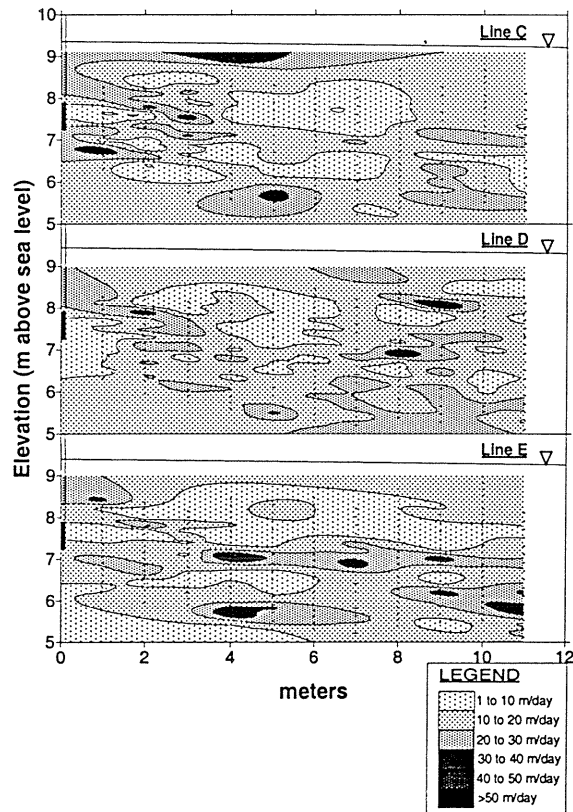 10
Line C
9
8
7
6
5
Line D
9
8
7
6
5
Line E
9
8
7
6
5
0 2 4 6 8 10 12
Elevation (m above sea level)
meters
LEGEND
1 to 10 m/day
10 to 20 m/day
20 to 30 m/day
30 to 40 m/day
40 to 50 m/day
>50 m/day